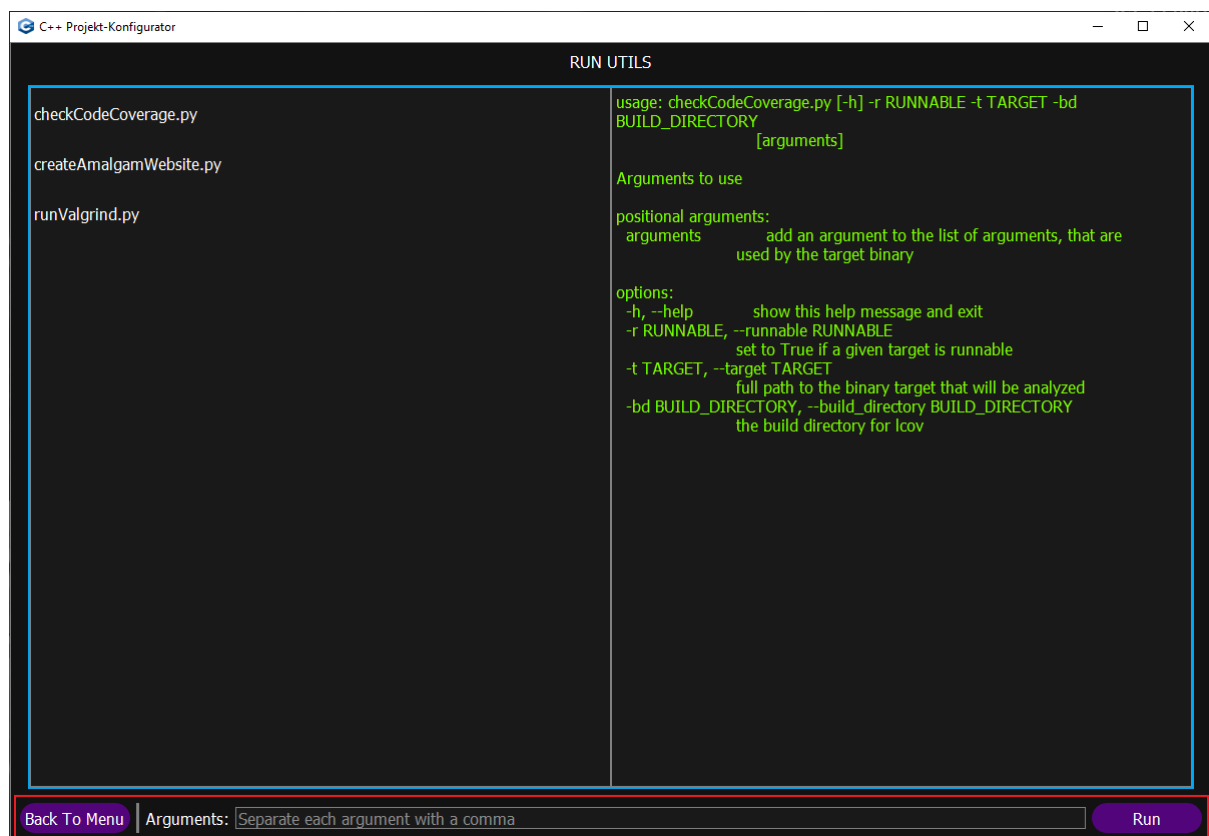 C++ Projekt-Konfigurator
RUN UTILS
checkCodeCoverage.py
createAmalgamWebsite.py
runValgrind.py
usage: checkCodeCoverage.py [-h] -r RUNNABLE -t TARGET -bd
BUILD_DIRECTORY
[arguments]
Arguments to use
positional arguments:
arguments add an argument to the list of arguments, that are
used by the target binary
options:
-h, --help show this help message and exit
-r RUNNABLE, --runnable RUNNABLE
set to True if a given target is runnable
-t TARGET, --target TARGET
full path to the binary target that will be analyzed
-bd BUILD_DIRECTORY, --build_directory BUILD_DIRECTORY
the build directory for lcov
Back To Menu Arguments: Separate each argument with a comma Run